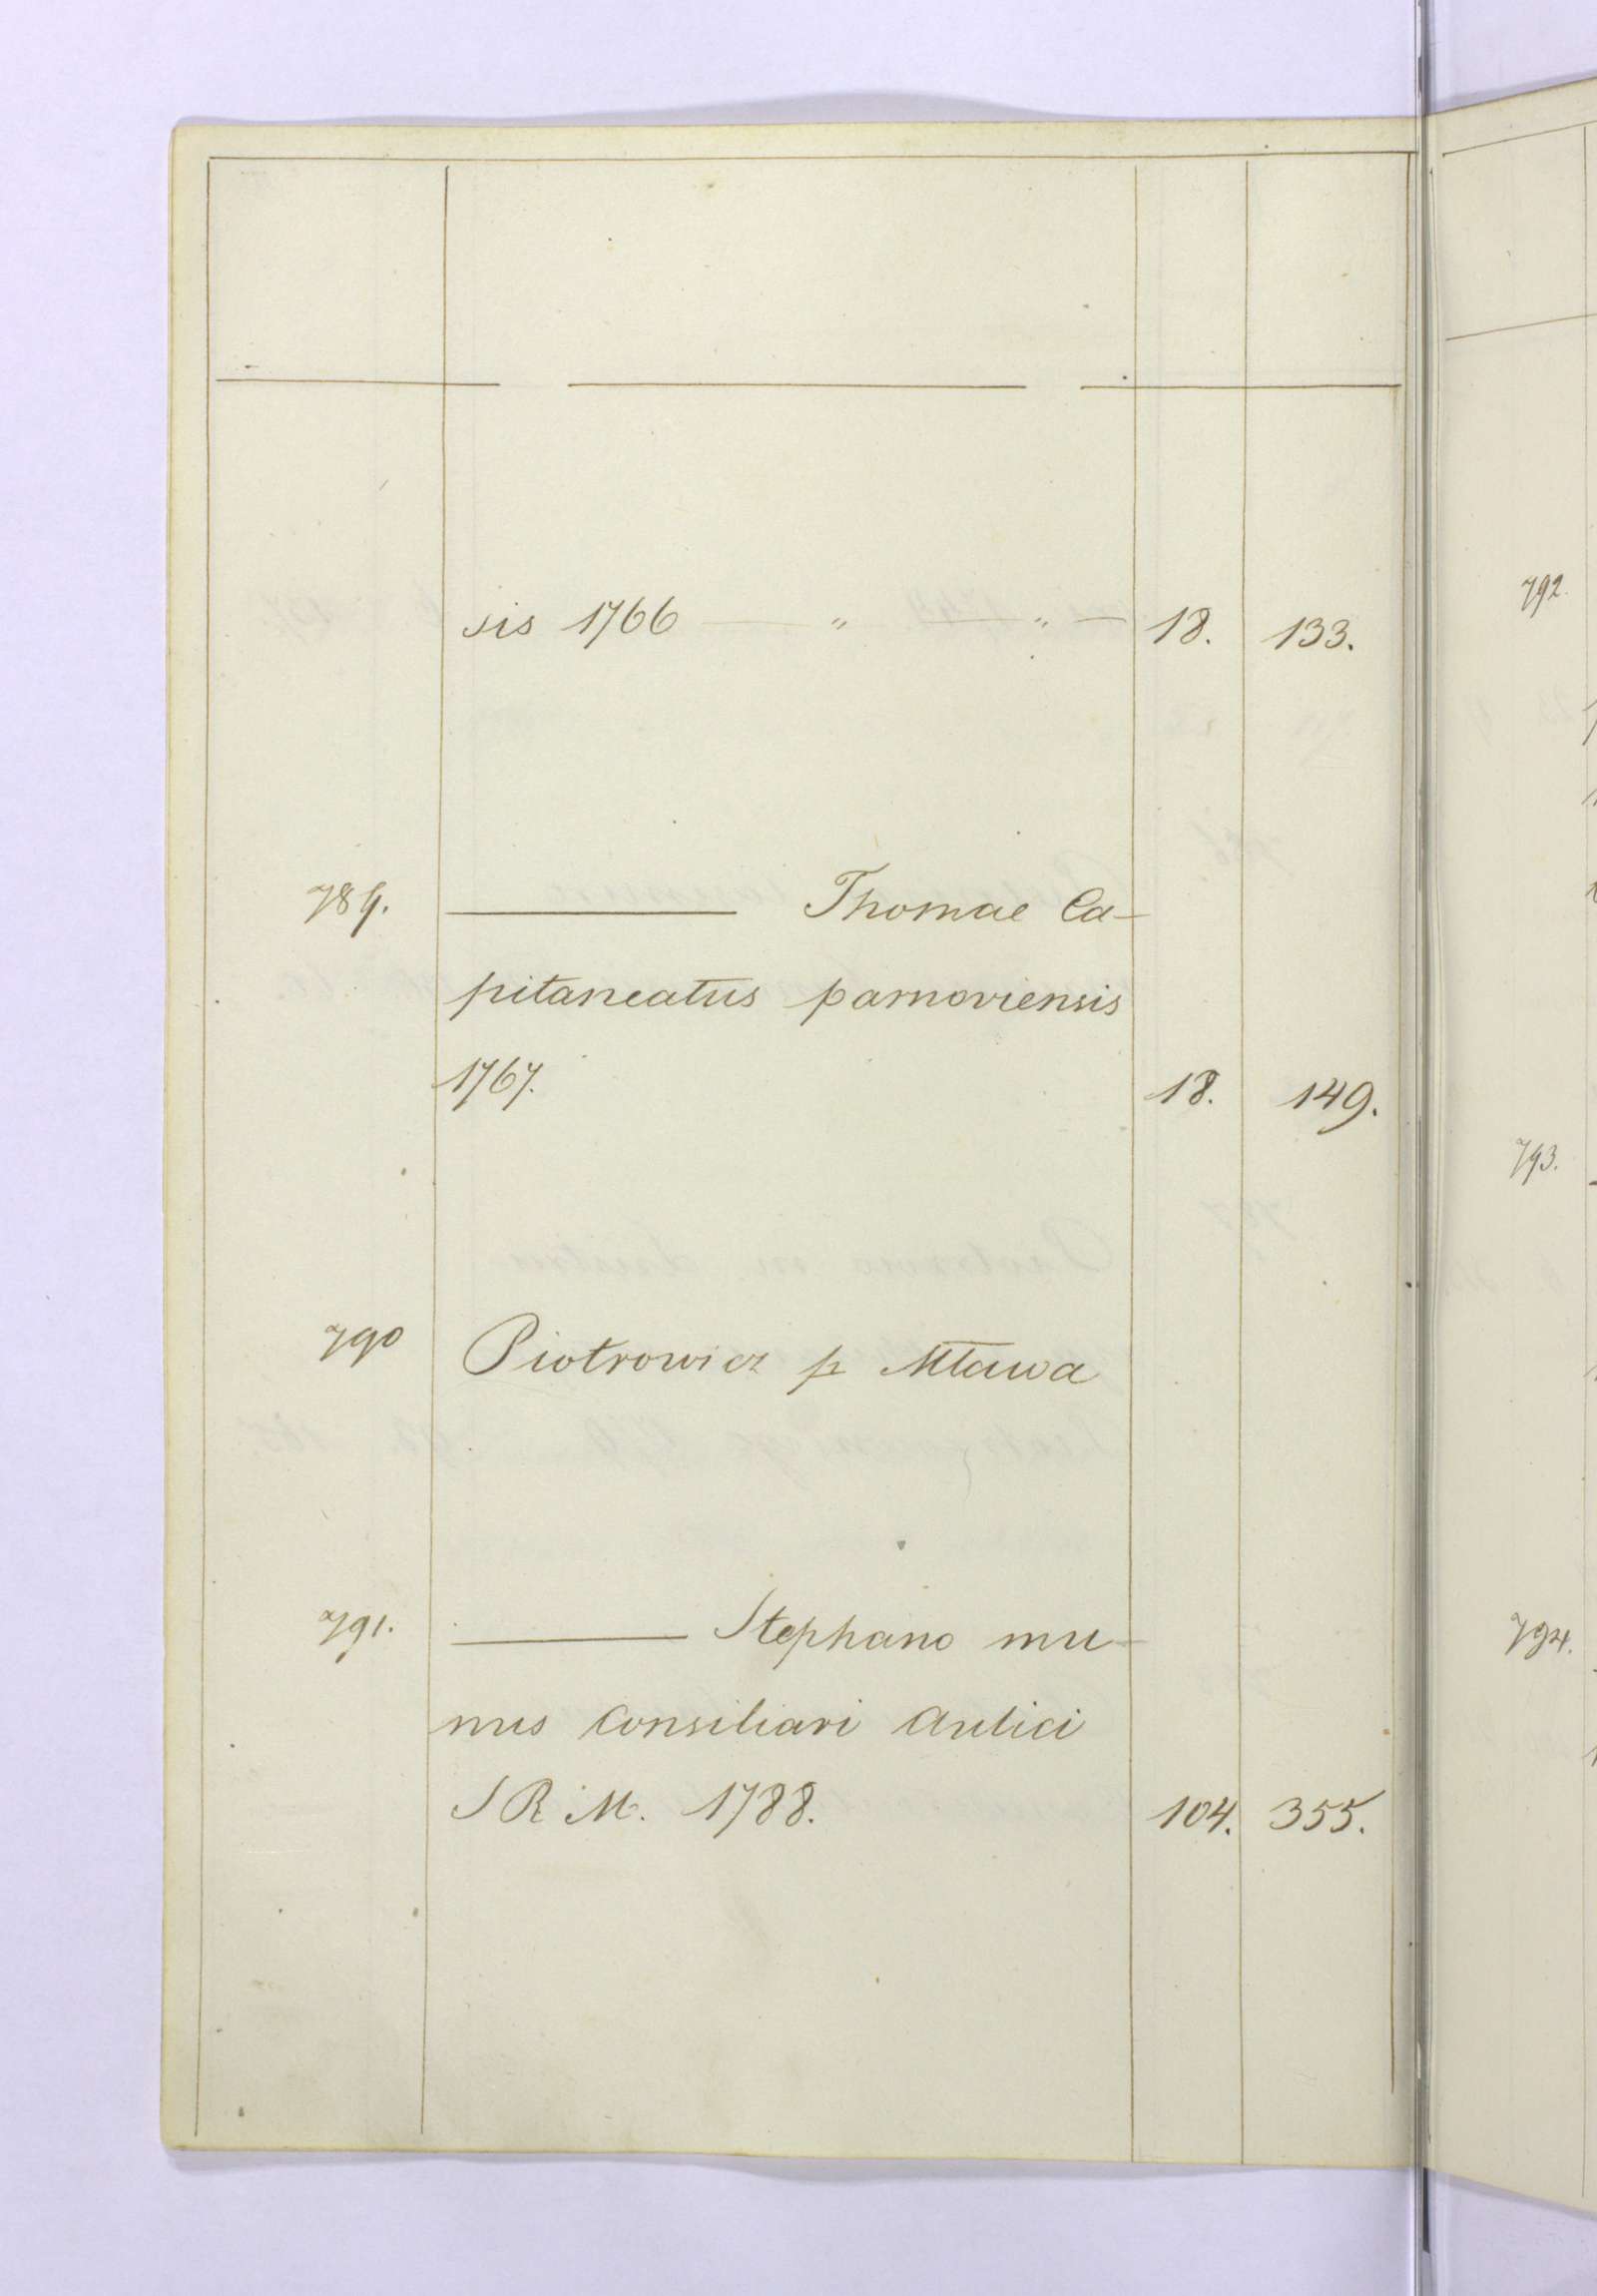 sis 1766 — " — " — 18. 133.
789. ——— Thomae Ca-
pitaneatus parnoviensis
1767. 18. 149.
790 Piotrowicz p Mława
791. ——— Stephano mu-
nus Consiliari Aulici
S R M. 1788. 104. 355.
792.
793.
794.